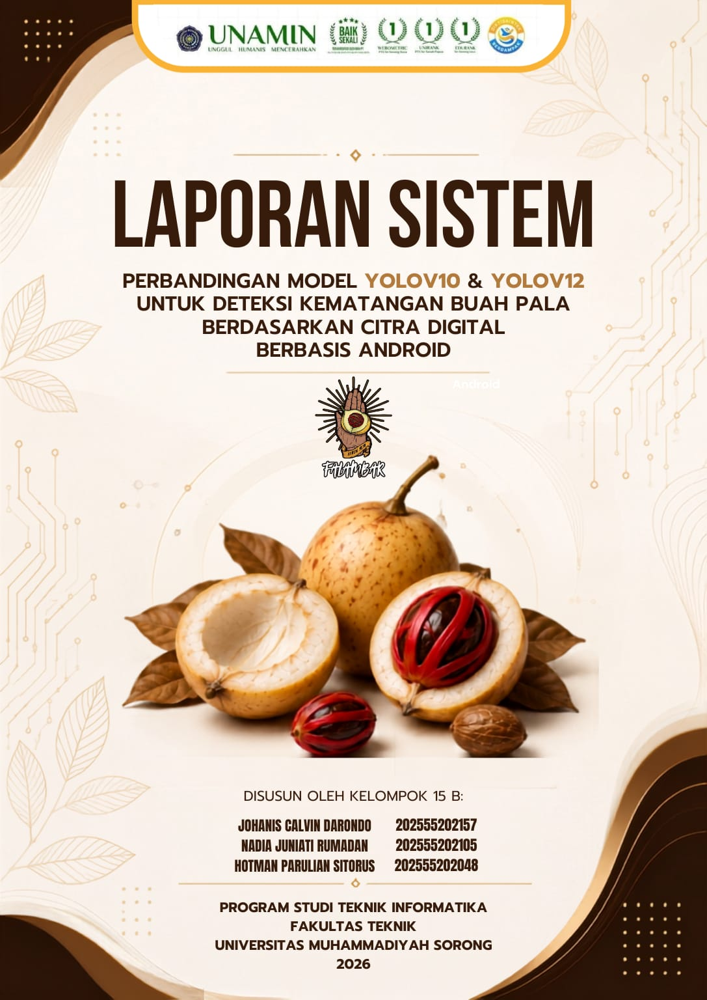 UNAMIN
UNGGUL HUMANIS MENCERAHKAN
BAIK
SEKALI
1
WEBOMETRIC
1
UNIRANK
1
EDURANK
BERDAMPAK
LAPORAN SISTEM
PERBANDINGAN MODEL YOLOV10 & YOLOV12
UNTUK DETEKSI KEMATANGAN BUAH PALA
BERDASARKAN CITRA DIGITAL
BERBASIS ANDROID
Android
FALAMBAR
DISUSUN OLEH KELOMPOK 15 B:
JOHANIS CALVIN DARONDO 202555202157
NADIA JUNIATI RUMADAN 202555202105
HOTMAN PARULIAN SITORUS 202555202048
PROGRAM STUDI TEKNIK INFORMATIKA
FAKULTAS TEKNIK
UNIVERSITAS MUHAMMADIYAH SORONG
2026